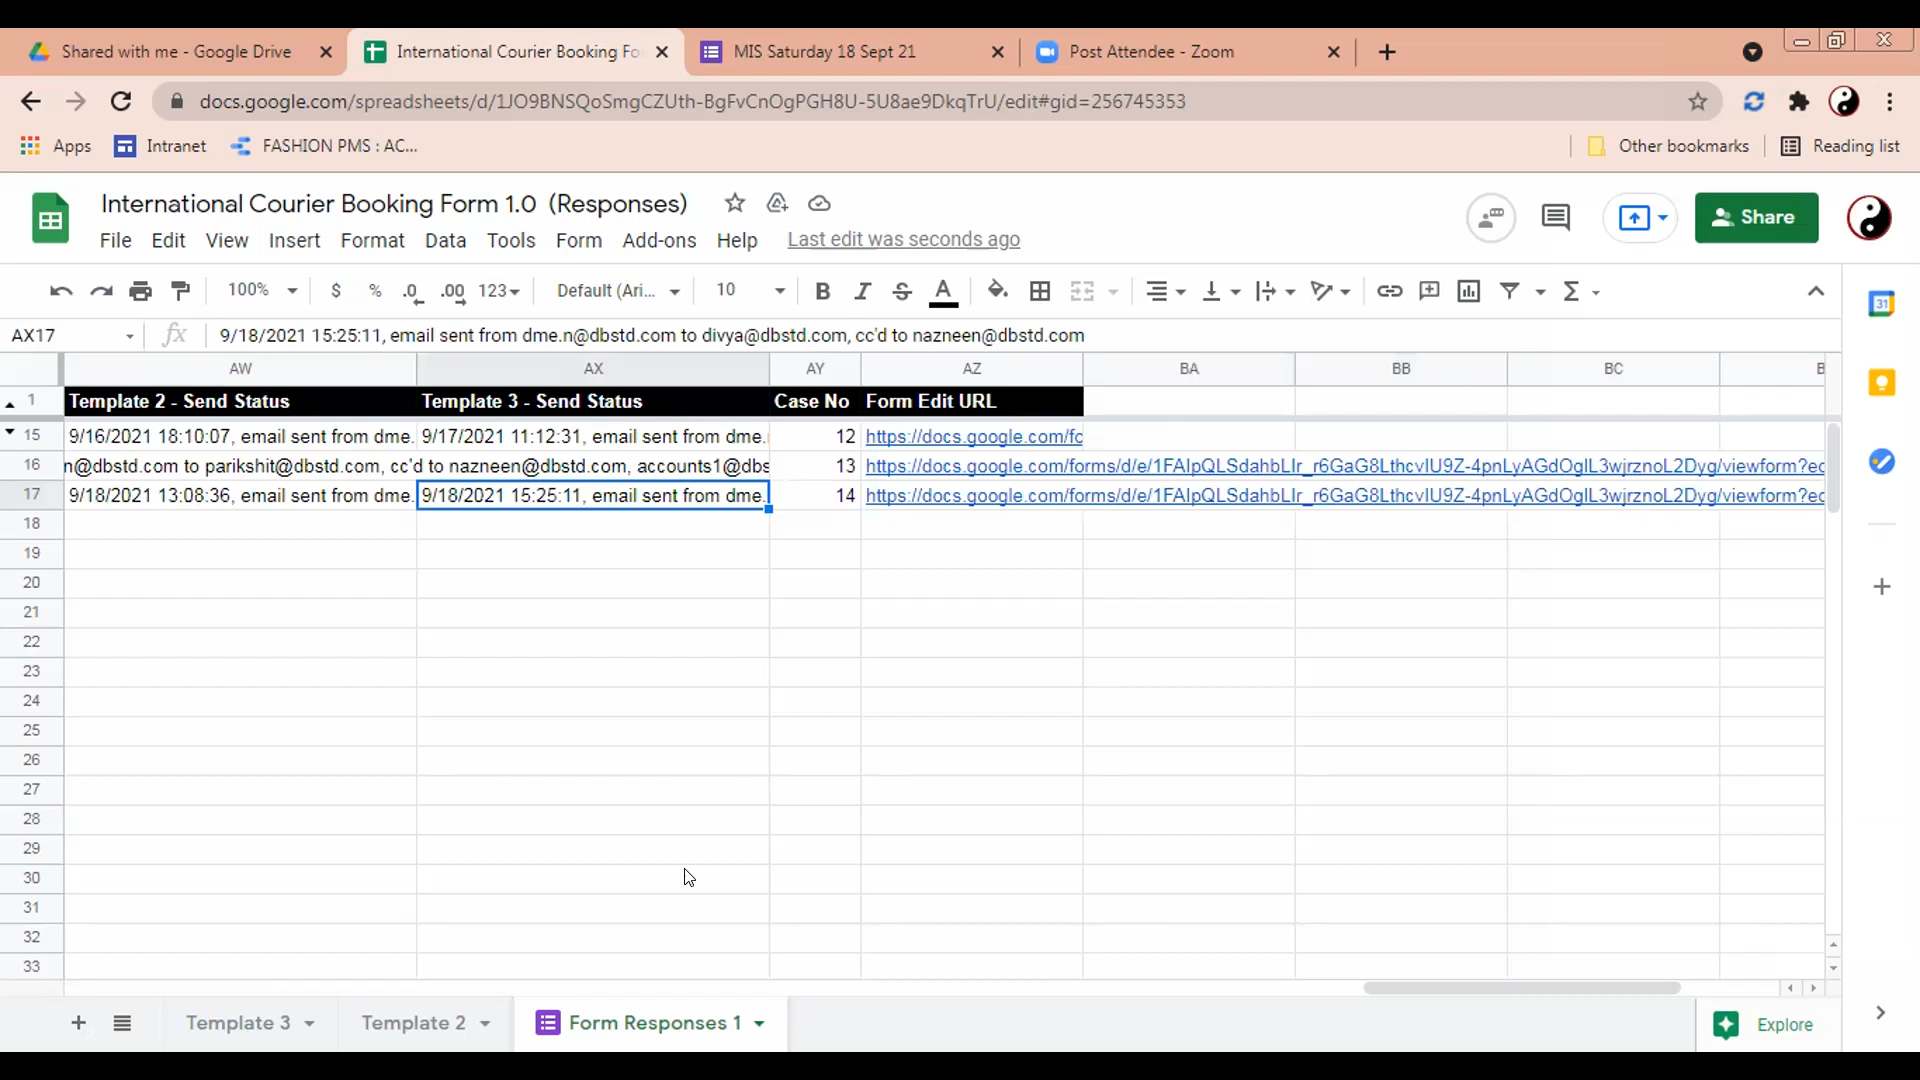 Shared with me - Google Drive
International Courier Booking Fo
MIS Saturday 18 Sept 21
Post Attendee - Zoom
docs.google.com/spreadsheets/d/1JO9BNSQoSmgCZUth-BgFvCnOgPGH8U-5U8ae9DkqTrU/edit#gid=256745353
Apps
Intranet
FASHION PMS : AC...
Other bookmarks
Reading list
International Courier Booking Form 1.0 (Responses)
Share
File Edit View Insert Format Data Tools Form Add-ons Help Last edit was seconds ago
100% $ % .0 .00 123 Default (Ari... 10 B I S A Σ
31
AX17 fx 9/18/2021 15:25:11, email sent from dme.n@dbstd.com to divya@dbstd.com, cc'd to nazneen@dbstd.com
AW AX AY AZ BA BB BC
1 Template 2 - Send Status Template 3 - Send Status Case No Form Edit URL
15 9/16/2021 18:10:07, email sent from dme. 9/17/2021 11:12:31, email sent from dme. 12 https://docs.google.com/fo
16 n@dbstd.com to parikshit@dbstd.com, cc'd to nazneen@dbstd.com, accounts1@dbs 13 https://docs.google.com/forms/d/e/1FAIpQLSdahbLIr_r6GaG8LthcvIU9Z-4pnLyAGdOglL3wjrznoL2Dyg/viewform?ec
17 9/18/2021 13:08:36, email sent from dme. 9/18/2021 15:25:11, email sent from dme. 14 https://docs.google.com/forms/d/e/1FAIpQLSdahbLIr_r6GaG8LthcvIU9Z-4pnLyAGdOglL3wjrznoL2Dyg/viewform?ec
18
19
20
21
22
23
24
25
26
27
28
29
30
31
32
33
Template 3
Template 2
Form Responses 1
Explore